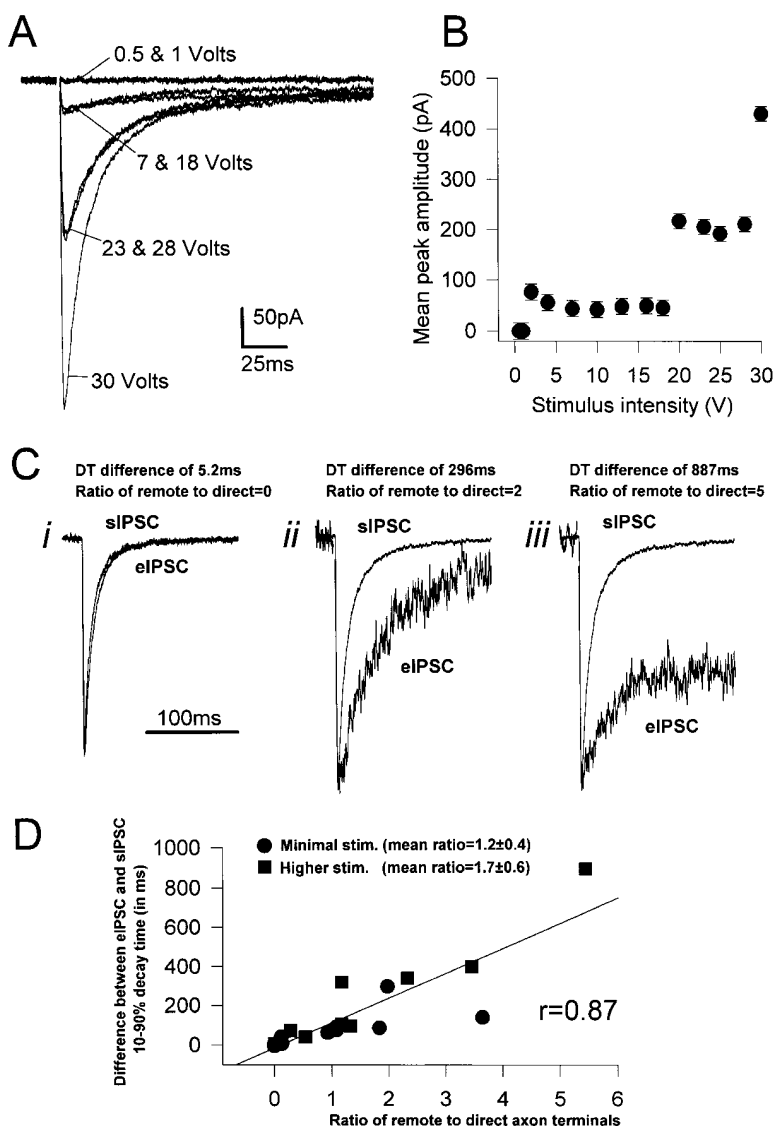 A
0.5 & 1 Volts
7 & 18 Volts
23 & 28 Volts
30 Volts
50pA
25ms
B
Mean peak amplitude (pA)
500
400
300
200
100
0
0 5 10 15 20 25 30
Stimulus intensity (V)
C
DT difference of 5.2ms
Ratio of remote to direct=0
i
sIPSC
eIPSC
100ms
DT difference of 296ms
Ratio of remote to direct=2
ii
sIPSC
eIPSC
DT difference of 887ms
Ratio of remote to direct=5
iii
sIPSC
eIPSC
D
Difference between eIPSC and sIPSC
10-90% decay time (in ms)
1000
800
600
400
200
0
Minimal stim. (mean ratio=1.2±0.4)
Higher stim. (mean ratio=1.7±0.6)
r=0.87
0 1 2 3 4 5 6
Ratio of remote to direct axon terminals